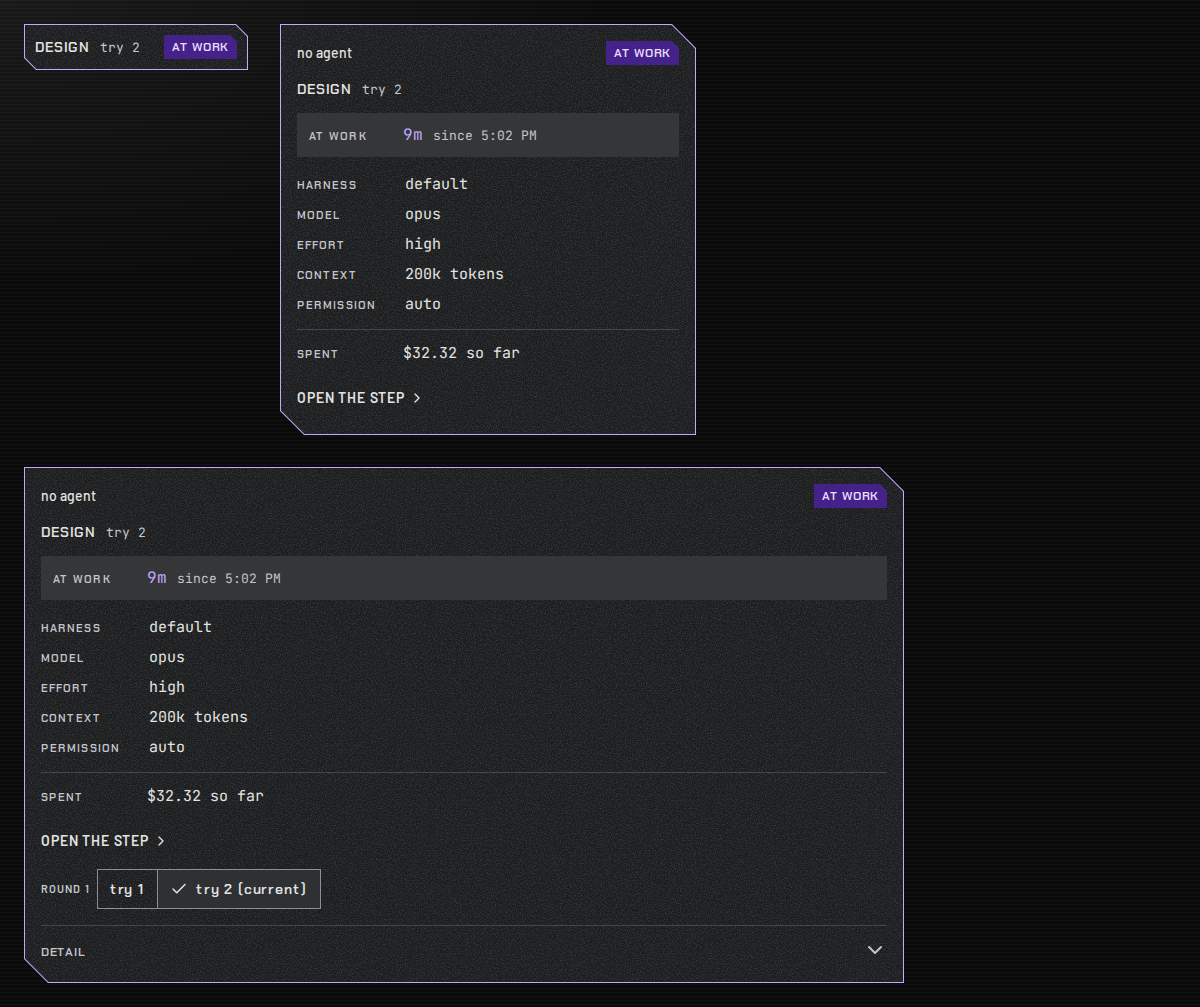 DESIGN try 2 AT WORK
no agent AT WORK
DESIGN try 2
AT WORK 9m since 5:02 PM
HARNESS default
MODEL opus
EFFORT high
CONTEXT 200k tokens
PERMISSION auto
SPENT $32.32 so far
OPEN THE STEP
no agent AT WORK
DESIGN try 2
AT WORK 9m since 5:02 PM
HARNESS default
MODEL opus
EFFORT high
CONTEXT 200k tokens
PERMISSION auto
SPENT $32.32 so far
OPEN THE STEP
ROUND 1 try 1 try 2 (current)
DETAIL